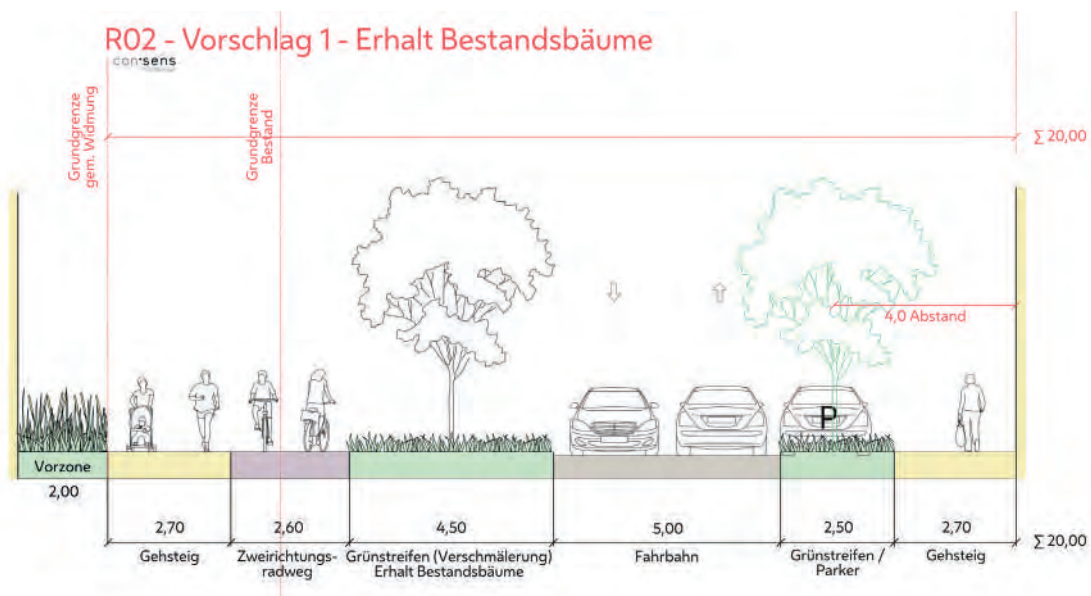 R02 - Vorschlag 1 - Erhalt Bestandsbäume
con•sens
Grundgrenze
gem. Widmung
Grundgrenze
Bestand
∑ 20,00
4,0 Abstand
P
Vorzone
2,00
2,70
2,60
4,50
5,00
2,50
2,70
∑ 20,00
Gehsteig
Zweirichtungs-
radweg
Grünstreifen (Verschmälerung)
Erhalt Bestandsbäume
Fahrbahn
Grünstreifen /
Parker
Gehsteig